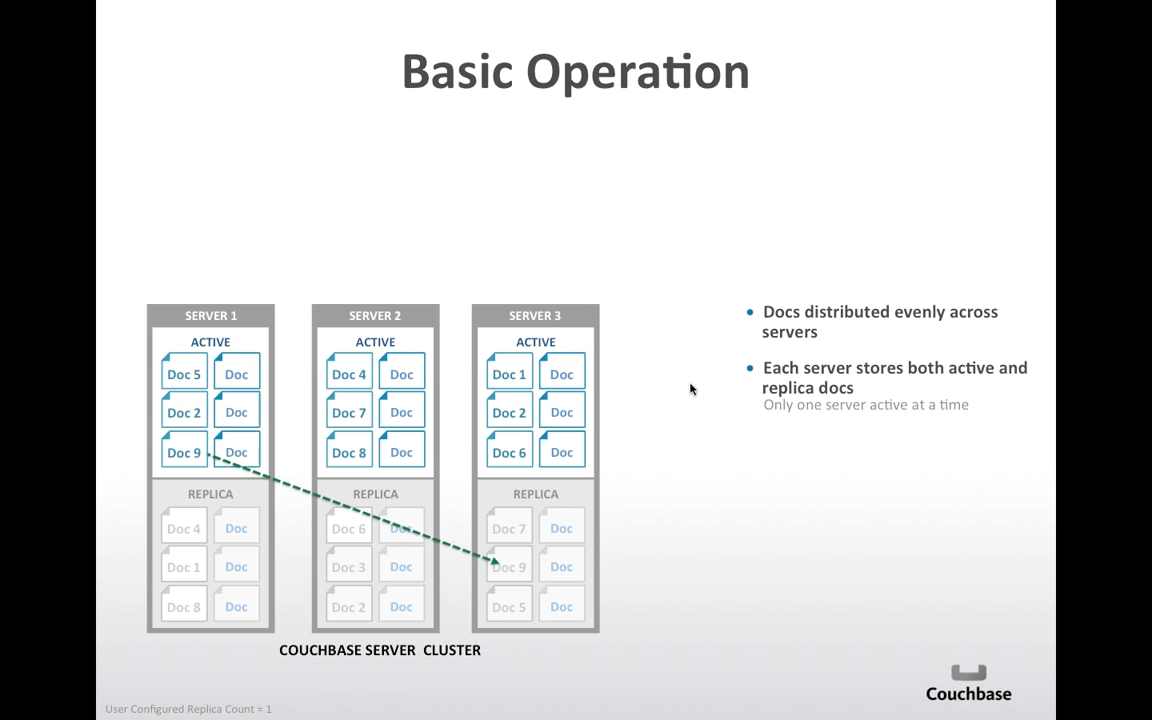 Basic Operation
SERVER 1
ACTIVE
Doc 5 Doc
Doc 2 Doc
Doc 9 Doc
REPLICA
Doc 4 Doc
Doc 1 Doc
Doc 8 Doc
SERVER 2
ACTIVE
Doc 4 Doc
Doc 7 Doc
Doc 8 Doc
REPLICA
Doc 6 Doc
Doc 3 Doc
Doc 2 Doc
SERVER 3
ACTIVE
Doc 1 Doc
Doc 2 Doc
Doc 6 Doc
REPLICA
Doc 7 Doc
Doc 9 Doc
Doc 5 Doc
COUCHBASE SERVER CLUSTER
• Docs distributed evenly across
servers
• Each server stores both active and
replica docs
Only one server active at a time
User Configured Replica Count = 1
Couchbase